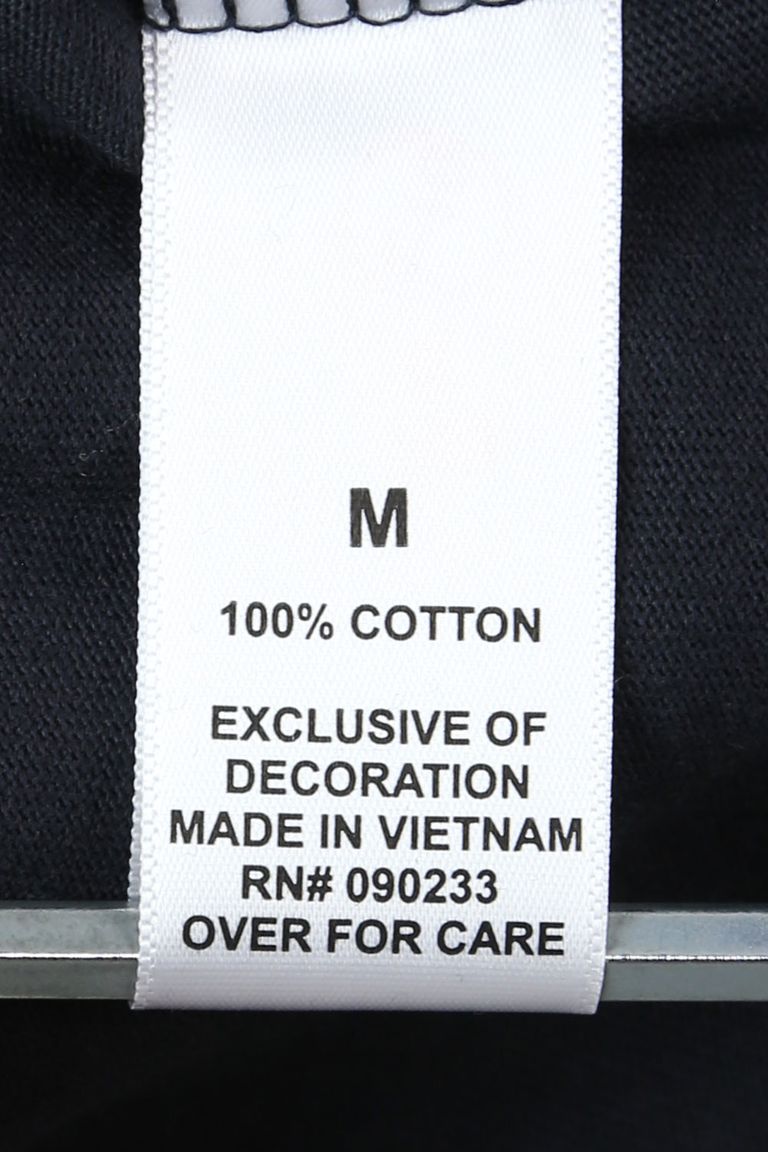 M
100% COTTON
EXCLUSIVE OF
DECORATION
MADE IN VIETNAM
RN# 090233
OVER FOR CARE